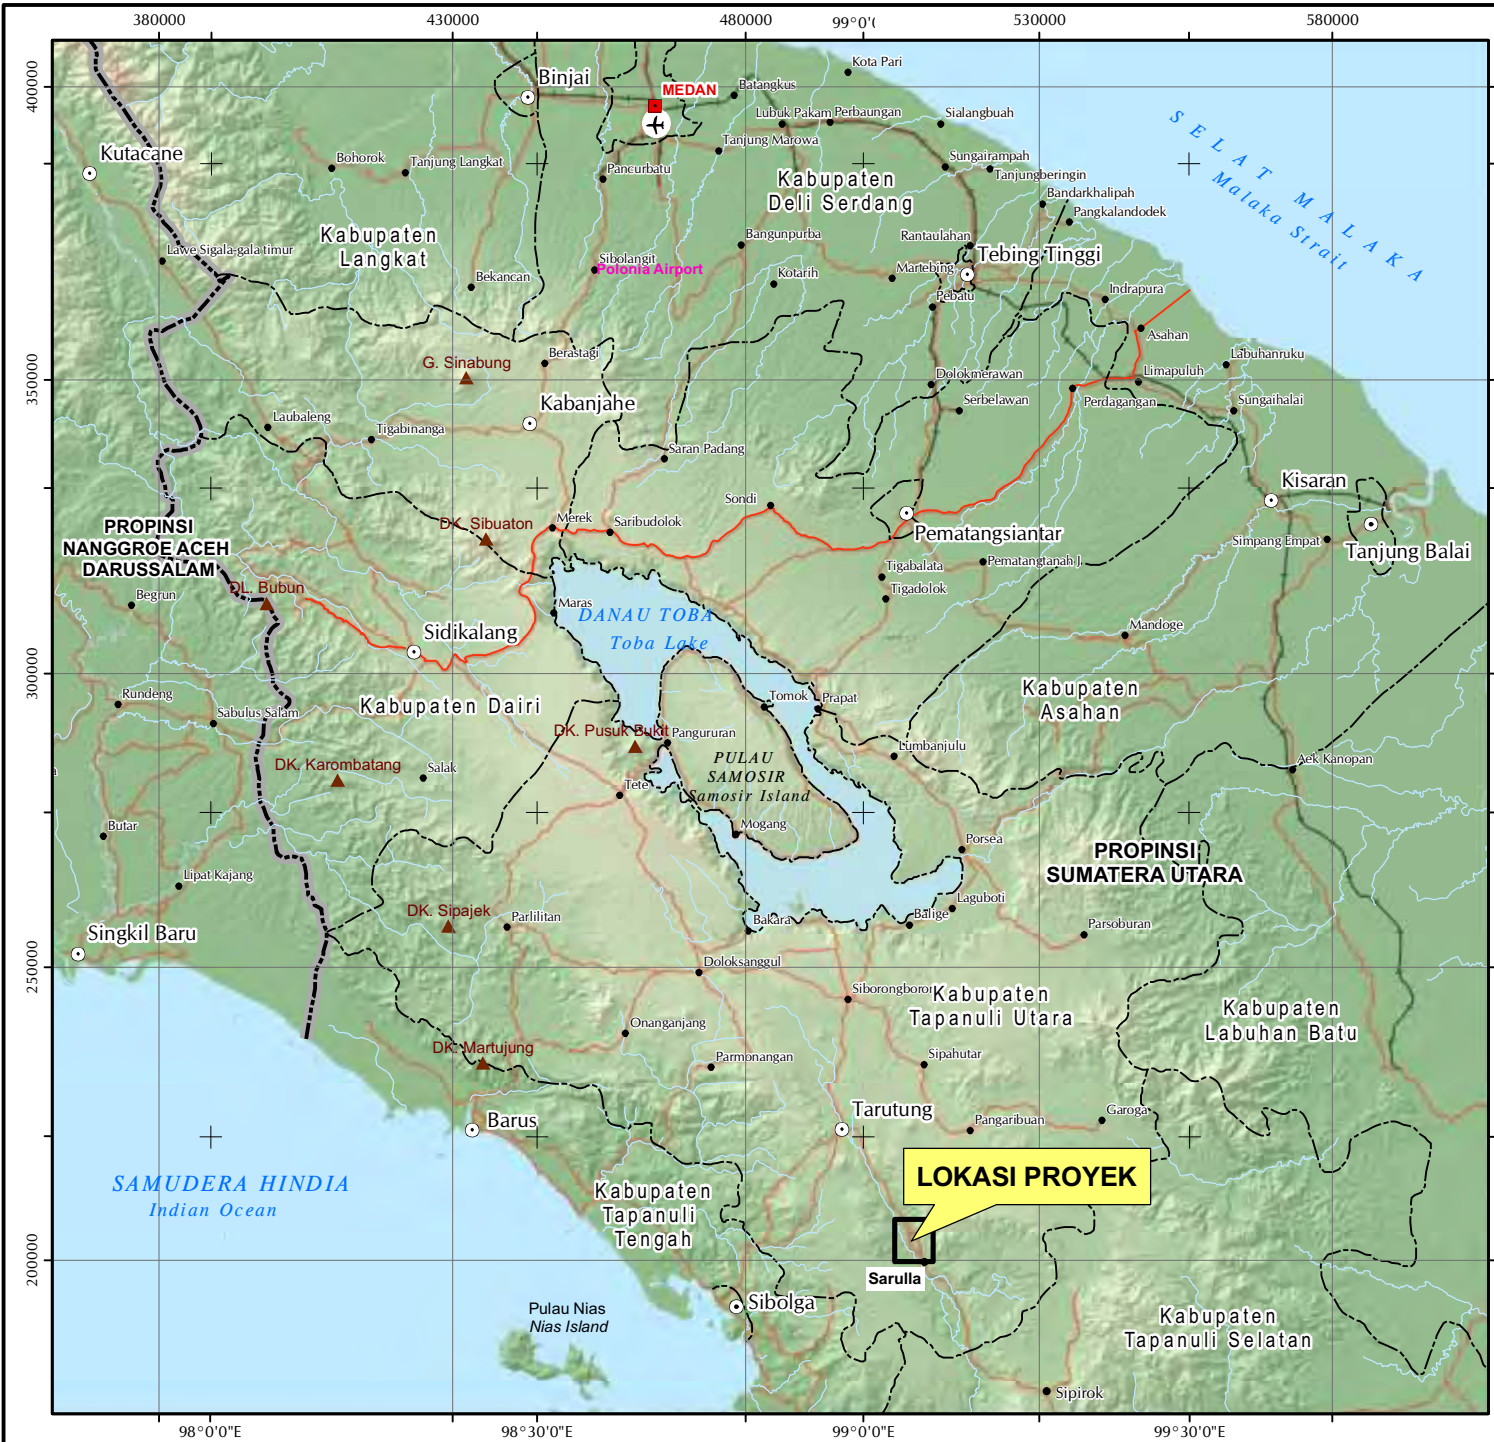 380000
430000
480000
99°0'0
530000
580000
400000
350000
300000
250000
200000
Kota Pari
Binjai
MEDAN
Batangkus
Lubuk Pakam
Perbaungan
Sialangbuah
Kutacane
Bohorok
Tanjung Langkat
Pancurbatu
Tanjung Marowa
Kabupaten
Deli Serdang
Sungairampah
Tanjungberingin
SELAT MALAKA
Malaka Strait
Bandarkhalipah
Pangkalandodek
Kabupaten
Langkat
Lawe Sigala-gala timur
Bangunpurba
Rantaulahan
Tebing Tinggi
Sibolangit
Polonia Airport
Bekancan
Kotarih
Martebing
Pebatu
Indrapura
Asahan
G. Sinabung
Berastagi
Labuhanruku
Dolokmerawan
Limapuluh
Kabanjahe
Serbelawan
Perdagangan
Sungaihalai
Laubaleng
Tigabinanga
Saran Padang
Kisaran
Sondi
PROPINSI
NANGGROE ACEH
DARUSSALAM
DK. Sibuaton
Merek
Saribudolok
Pematangsiantar
Simpang Empat
Tanjung Balai
Tigabalata
Pematangtanah J
DL. Bubun
Begrun
Tigadolok
Maras
DANAU TOBA
Toba Lake
Sidikalang
Mandoge
Rundeng
Sabulus Salam
Kabupaten Dairi
Tomok
Prapat
Kabupaten
Asahan
DK. Pusuk Bukit
Pangururan
Lumbanjulu
PULAU
SAMOSIR
Samosir Island
Aek Kanopan
DK. Karombatang
Salak
Tete
Butar
Mogang
Porsea
PROPINSI
SUMATERA UTARA
Lipat Kajang
Laguboti
DK. Sipajek
Parlilitan
Bakara
Balige
Parsoburan
Singkil Baru
Doloksanggul
Siborongboron
Kabupaten
Tapanuli Utara
Kabupaten
Labuhan Batu
Onanganjang
DK. Martujung
Parmonangan
Sipahutar
Barus
Tarutung
Pangaribuan
Garoga
LOKASI PROYEK
SAMUDERA HINDIA
Indian Ocean
Kabupaten
Tapanuli
Tengah
Sarulla
Sibolga
Pulau Nias
Nias Island
Kabupaten
Tapanuli Selatan
Sipirok
98°0'0"E
98°30'0"E
99°0'0"E
99°30'0"E